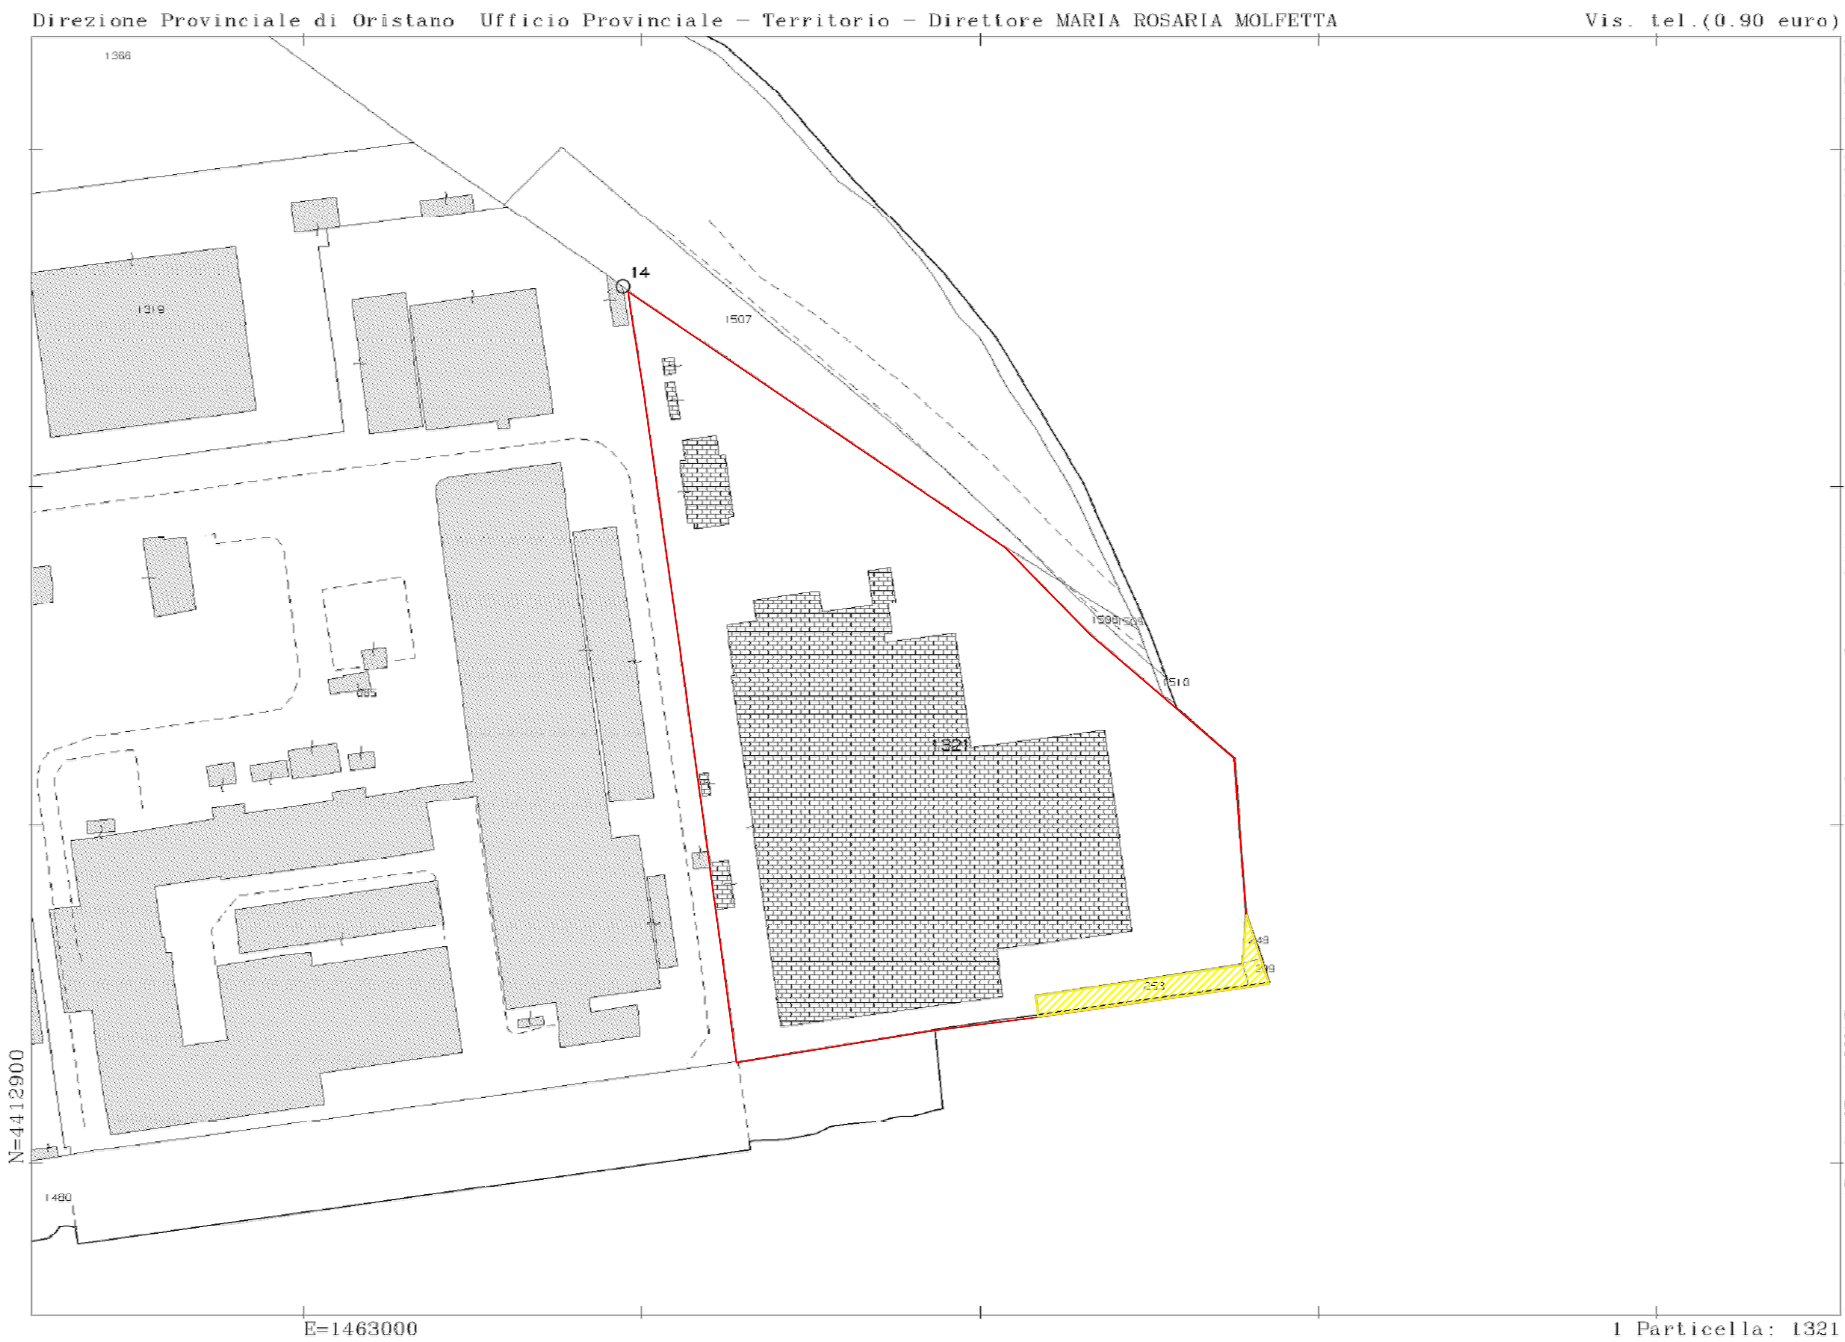 Direzione Provinciale di Oristano Ufficio Provinciale - Territorio - Direttore MARIA ROSARIA MOLFETTA Vis. tel.(0.90 euro)
1366
14
1319
1507
1510
1321
253
1480
N=4412900
E=1463000
1 Particella: 1321